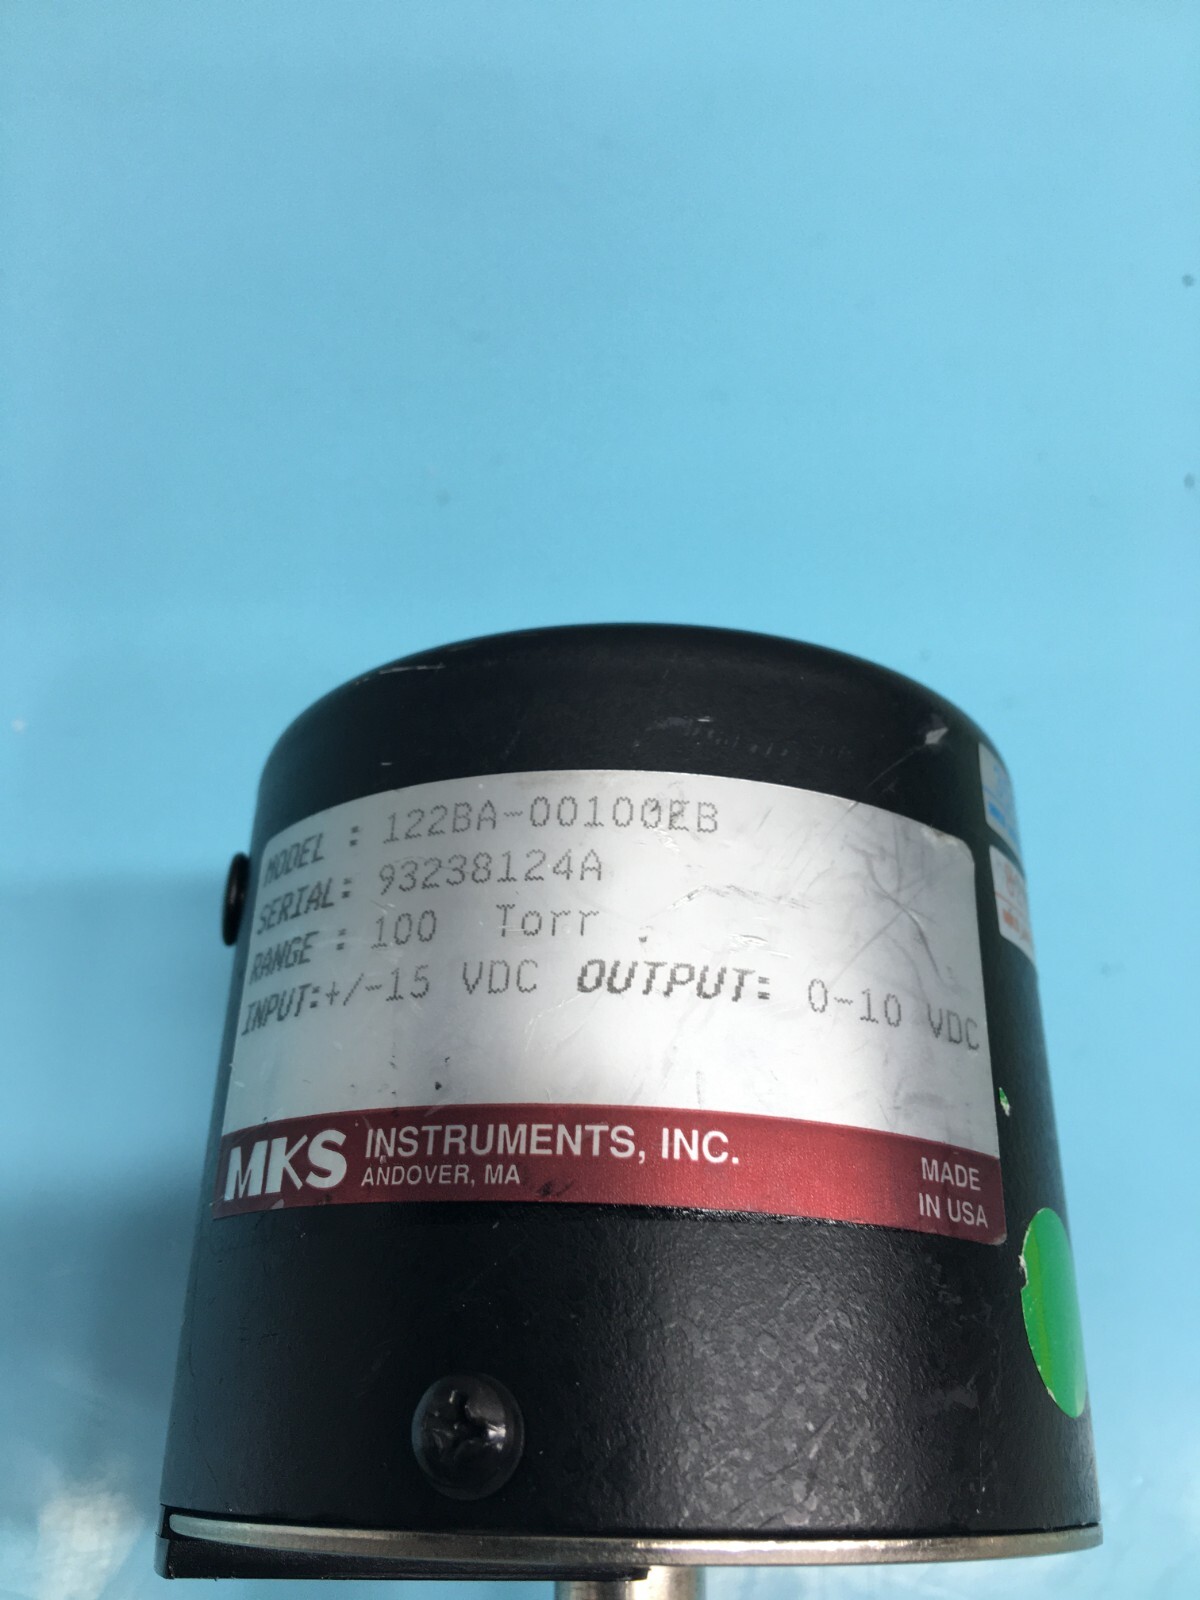 MODEL : 122BA-00100EB
SERIAL: 93238124A
RANGE : 100 Torr
INPUT:+/-15 VDC OUTPUT: 0-10 VDC
MKS INSTRUMENTS, INC.
ANDOVER, MA
MADE
IN USA